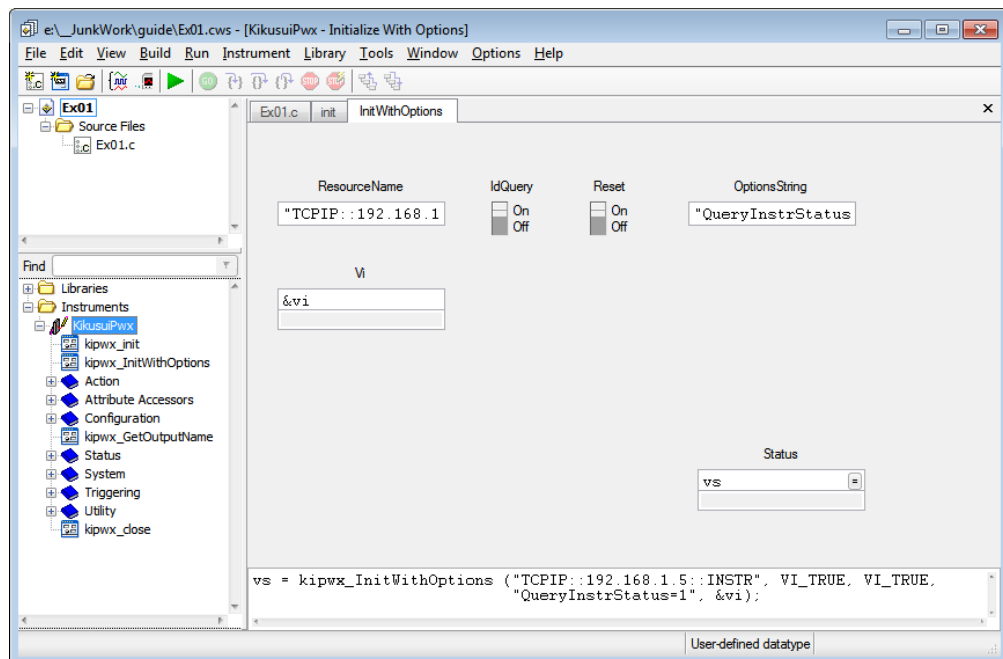 e:\__JunkWork\guide\Ex01.cws - [KikusuiPwx - Initialize With Options]
File Edit View Build Run Instrument Library Tools Window Options Help
Ex01
Source Files
Ex01.c
Find
Libraries
Instruments
KikusuiPwx
kipwx_init
kipwx_InitWithOptions
Action
Attribute Accessors
Configuration
kipwx_GetOutputName
Status
System
Triggering
Utility
kipwx_close
Ex01.c init InitWithOptions
ResourceName IdQuery Reset OptionsString
"TCPIP::192.168.1 On On "QueryInstrStatus
Off Off
Vi
&vi
Status
vs =
vs = kipwx_InitWithOptions ("TCPIP::192.168.1.5::INSTR", VI_TRUE, VI_TRUE,
"QueryInstrStatus=1", &vi);
User-defined datatype